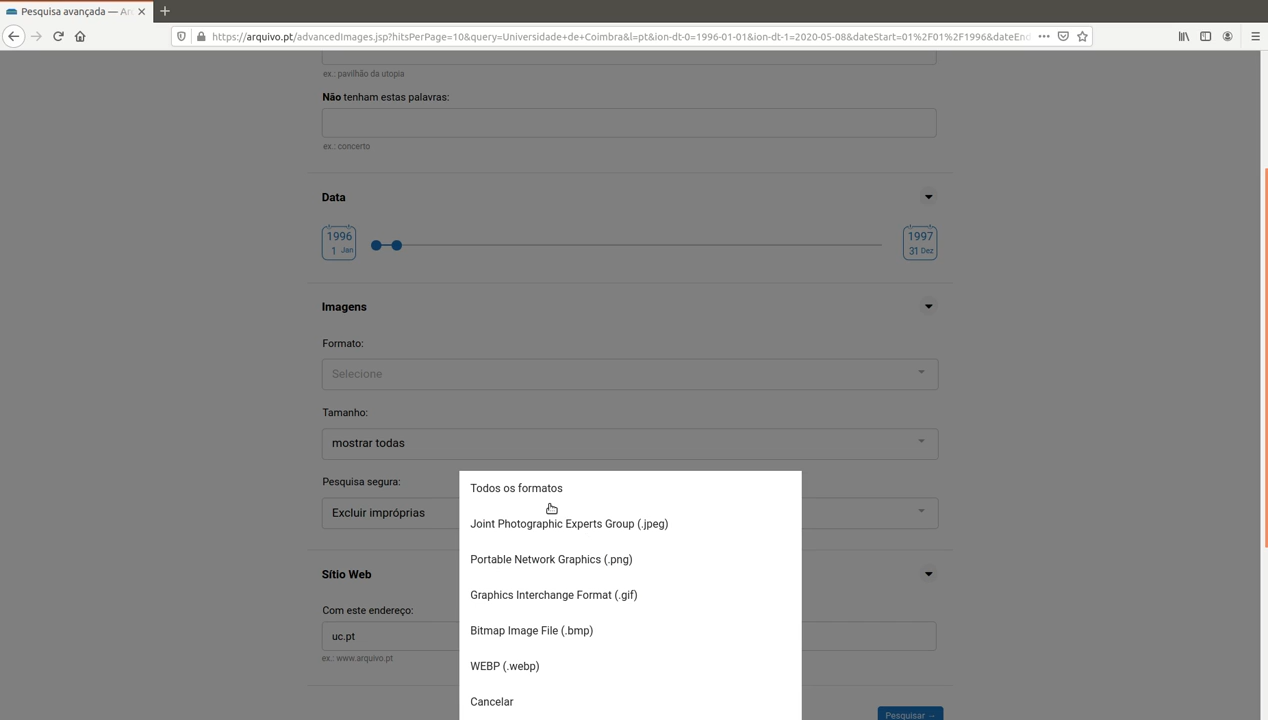 Pesquisa avançada — Ar
https://arquivo.pt/advancedImages.jsp?hitsPerPage=10&query=Universidade+de+Coimbra&l=pt&ion-dt-0=1996-01-01&ion-dt-1=2020-05-08&dateStart=01%2F01%2F1996&dateEnd
ex.: pavilhão da utopia
Não tenham estas palavras:
ex.: concerto
Data
1996
1 Jan
1997
31 Dez
Imagens
Formato:
Selecione
Tamanho:
mostrar todas
Pesquisa segura:
Excluir impróprias
Todos os formatos
Joint Photographic Experts Group (.jpeg)
Portable Network Graphics (.png)
Graphics Interchange Format (.gif)
Bitmap Image File (.bmp)
WEBP (.webp)
Cancelar
Sítio Web
Com este endereço:
uc.pt
ex.: www.arquivo.pt
Pesquisar →